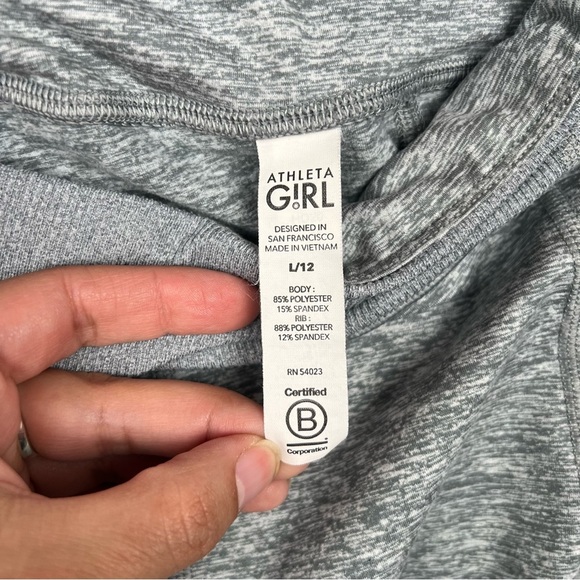 ATHLETA
G!RL
DESIGNED IN
SAN FRANCISCO
MADE IN VIETNAM
L/12
BODY :
85% POLYESTER
15% SPANDEX
RIB :
88% POLYESTER
12% SPANDEX
RN 54023
Certified
B
Corporation